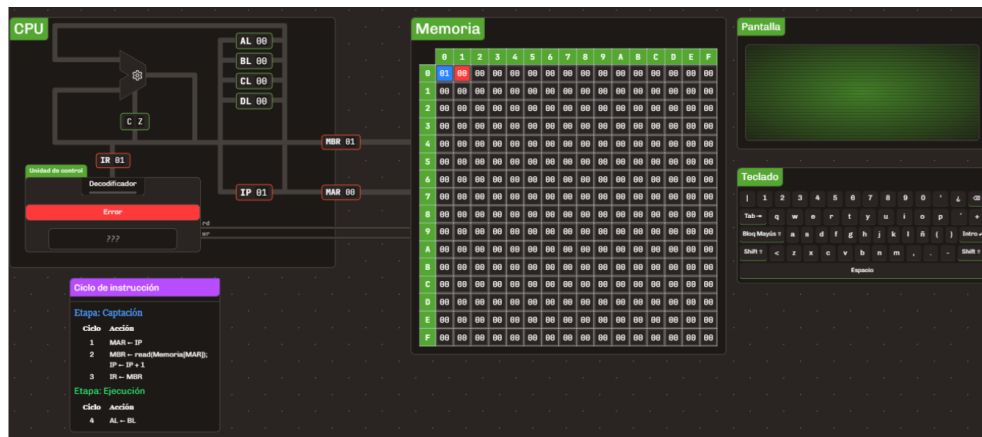 CPU
AL 00
BL 00
CL 00
DL 00
C Z
IR 01
Unidad de control
Decodificador
Error
???
IP 01
MBR 01
MAR 00
rd
wr
Memoria
0 1 2 3 4 5 6 7 8 9 A B C D E F
0 01 00 00 00 00 00 00 00 00 00 00 00 00 00 00 00
1 00 00 00 00 00 00 00 00 00 00 00 00 00 00 00 00
2 00 00 00 00 00 00 00 00 00 00 00 00 00 00 00 00
3 00 00 00 00 00 00 00 00 00 00 00 00 00 00 00 00
4 00 00 00 00 00 00 00 00 00 00 00 00 00 00 00 00
5 00 00 00 00 00 00 00 00 00 00 00 00 00 00 00 00
6 00 00 00 00 00 00 00 00 00 00 00 00 00 00 00 00
7 00 00 00 00 00 00 00 00 00 00 00 00 00 00 00 00
8 00 00 00 00 00 00 00 00 00 00 00 00 00 00 00 00
9 00 00 00 00 00 00 00 00 00 00 00 00 00 00 00 00
A 00 00 00 00 00 00 00 00 00 00 00 00 00 00 00 00
B 00 00 00 00 00 00 00 00 00 00 00 00 00 00 00 00
C 00 00 00 00 00 00 00 00 00 00 00 00 00 00 00 00
D 00 00 00 00 00 00 00 00 00 00 00 00 00 00 00 00
E 00 00 00 00 00 00 00 00 00 00 00 00 00 00 00 00
F 00 00 00 00 00 00 00 00 00 00 00 00 00 00 00 00
Pantalla
Teclado
| 1 2 3 4 5 6 7 8 9 0 ' ¿ ⌫
Tab q w e r t y u i o p ´ +
Bloq Mayús ⇧ a s d f g h j k l ñ { } Intro
Shift ⇧ < z x c v b n m , . - Shift ⇧
Espacio
Ciclo de instrucción
Etapa: Captación
Ciclo Acción
1 MAR ← IP
2 MBR ← read(Memoria[MAR]);
IP ← IP + 1
3 IR ← MBR
Etapa: Ejecución
Ciclo Acción
4 AL ← BL